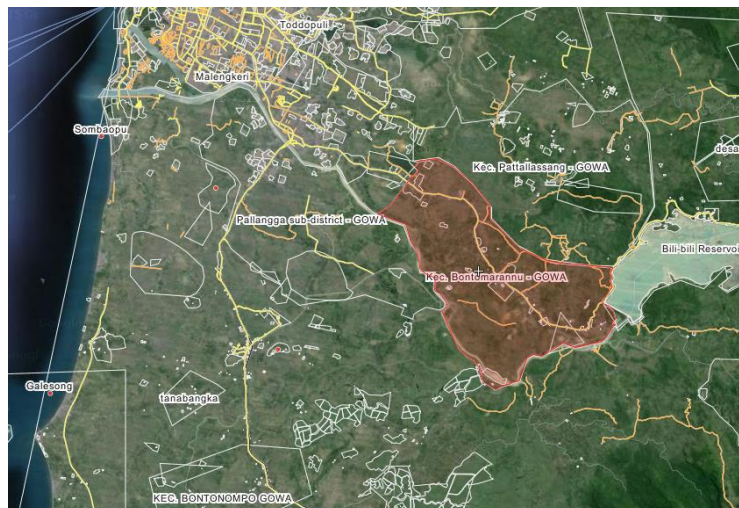 Toddopuli
Malengkeri
Sombaopu
Kec. Pattallassang - GOWA
desa
Pallangga sub-district - GOWA
Bili-bili Reservoi
Kec. Bontomarannu - GOWA
Galesong
tanabangka
KEC. BONTONOMPO GOWA